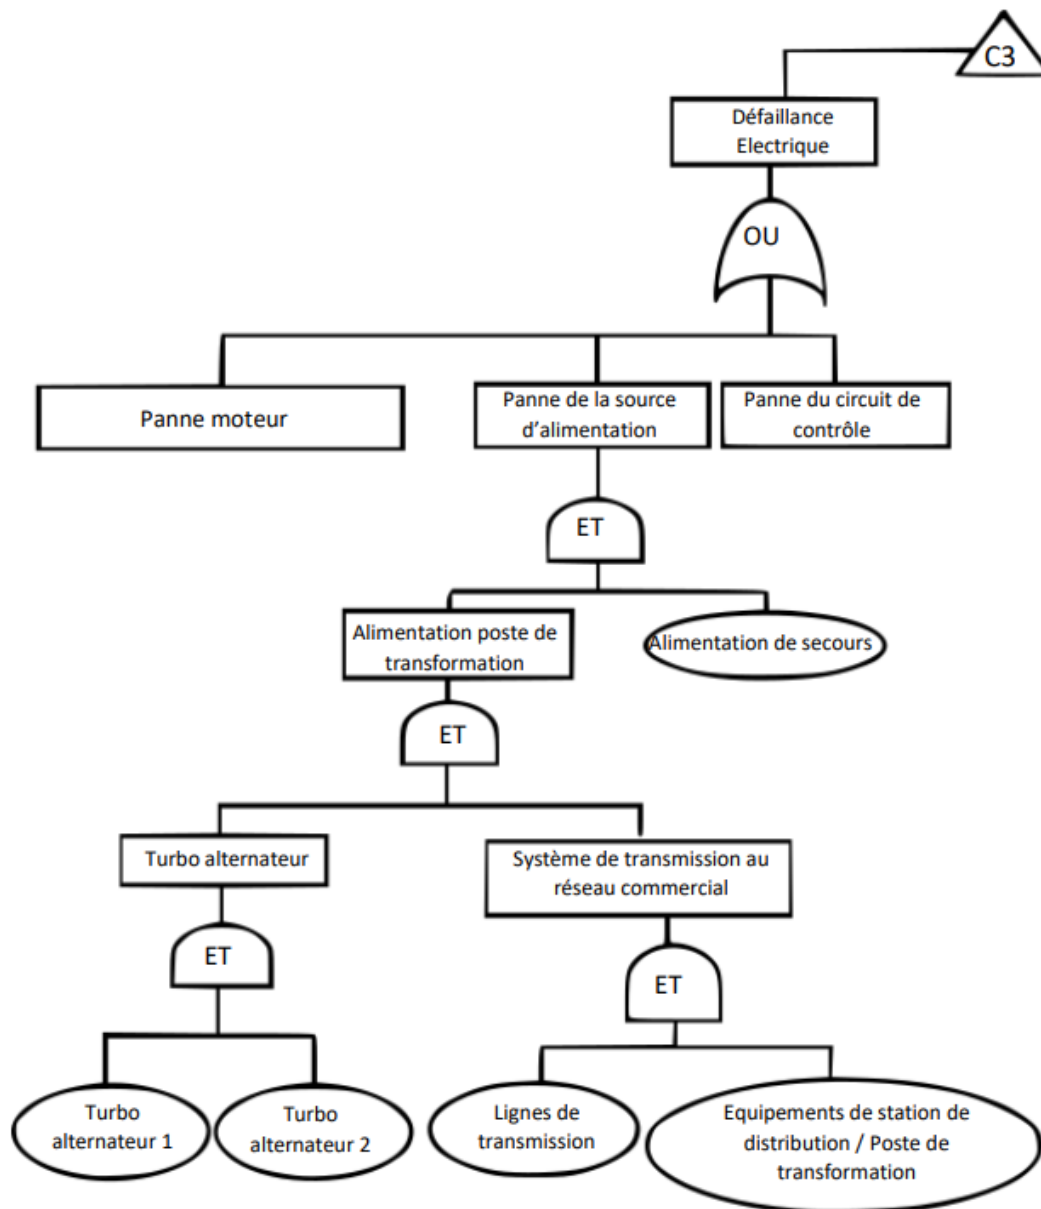 C3
Défaillance
Electrique
OU
Panne moteur
Panne de la source
d'alimentation
Panne du circuit de
contrôle
ET
Alimentation poste de
transformation
Alimentation de secours
ET
Turbo alternateur
Système de transmission au
réseau commercial
ET
ET
Turbo
alternateur 1
Turbo
alternateur 2
Lignes de
transmission
Equipements de station de
distribution / Poste de
transformation